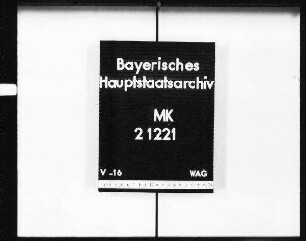 Bayerisches
Hauptstaatsarchiv
MK
21221
V-16 WAG